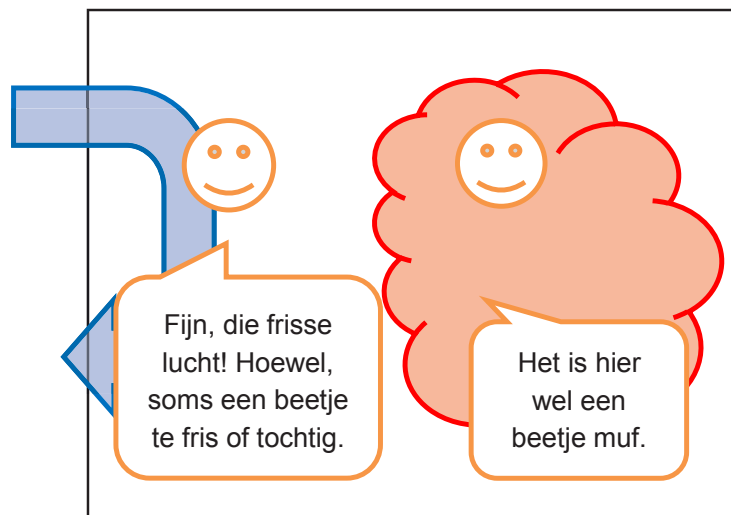 Fijn, die frisse
lucht! Hoewel,
soms een beetje
te fris of tochtig.
Het is hier
wel een
beetje muf.